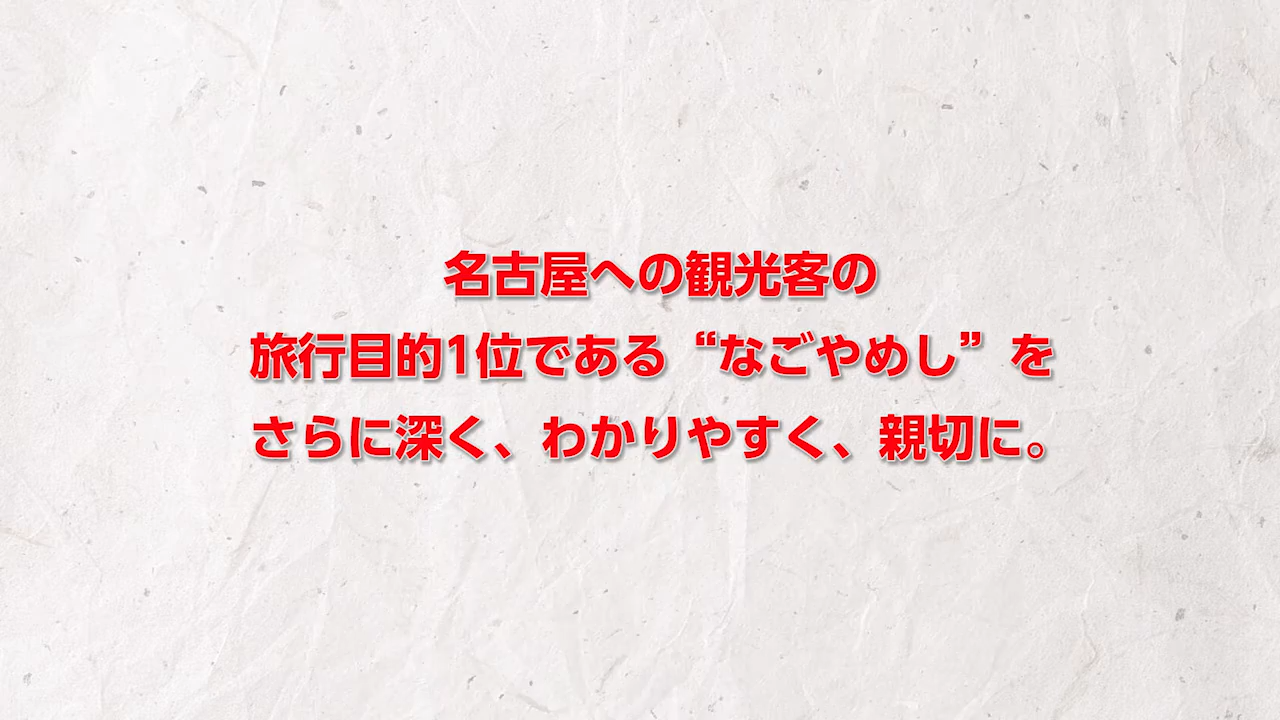 名古屋への観光客の
旅行目的1位である“なごやめし”を
さらに深く、わかりやすく、親切に。